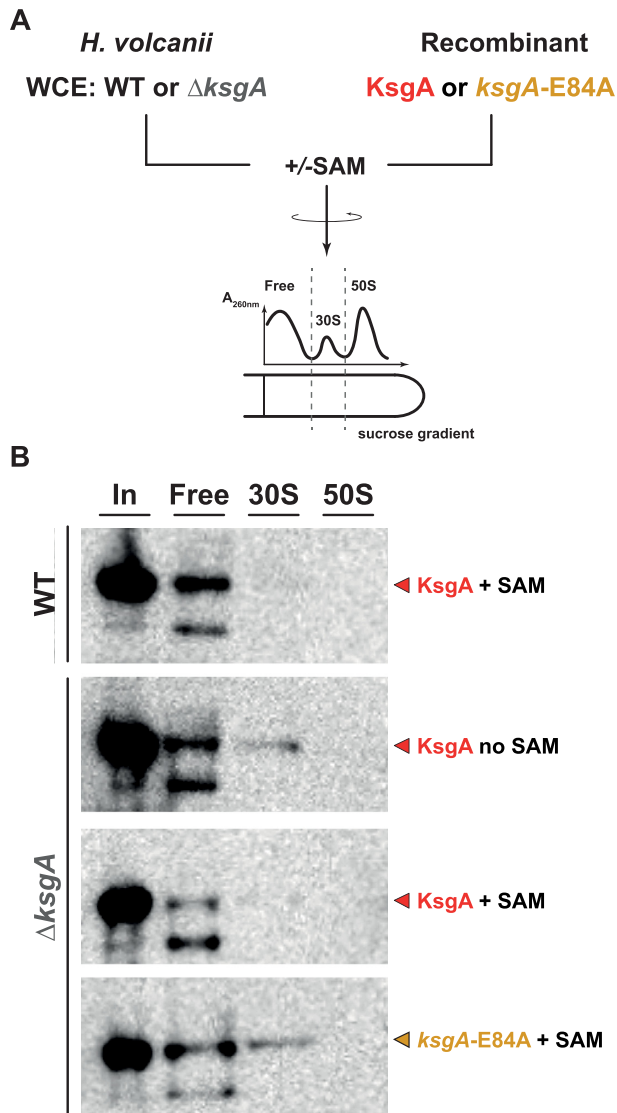 A
H. volcanii
Recombinant
WCE: WT or ΔksgA
KsgA or ksgA-E84A
+/-SAM
Free
50S
A260nm
30S
sucrose gradient
B
In Free 30S 50S
WT
KsgA + SAM
ΔksgA
KsgA no SAM
KsgA + SAM
ksgA-E84A + SAM